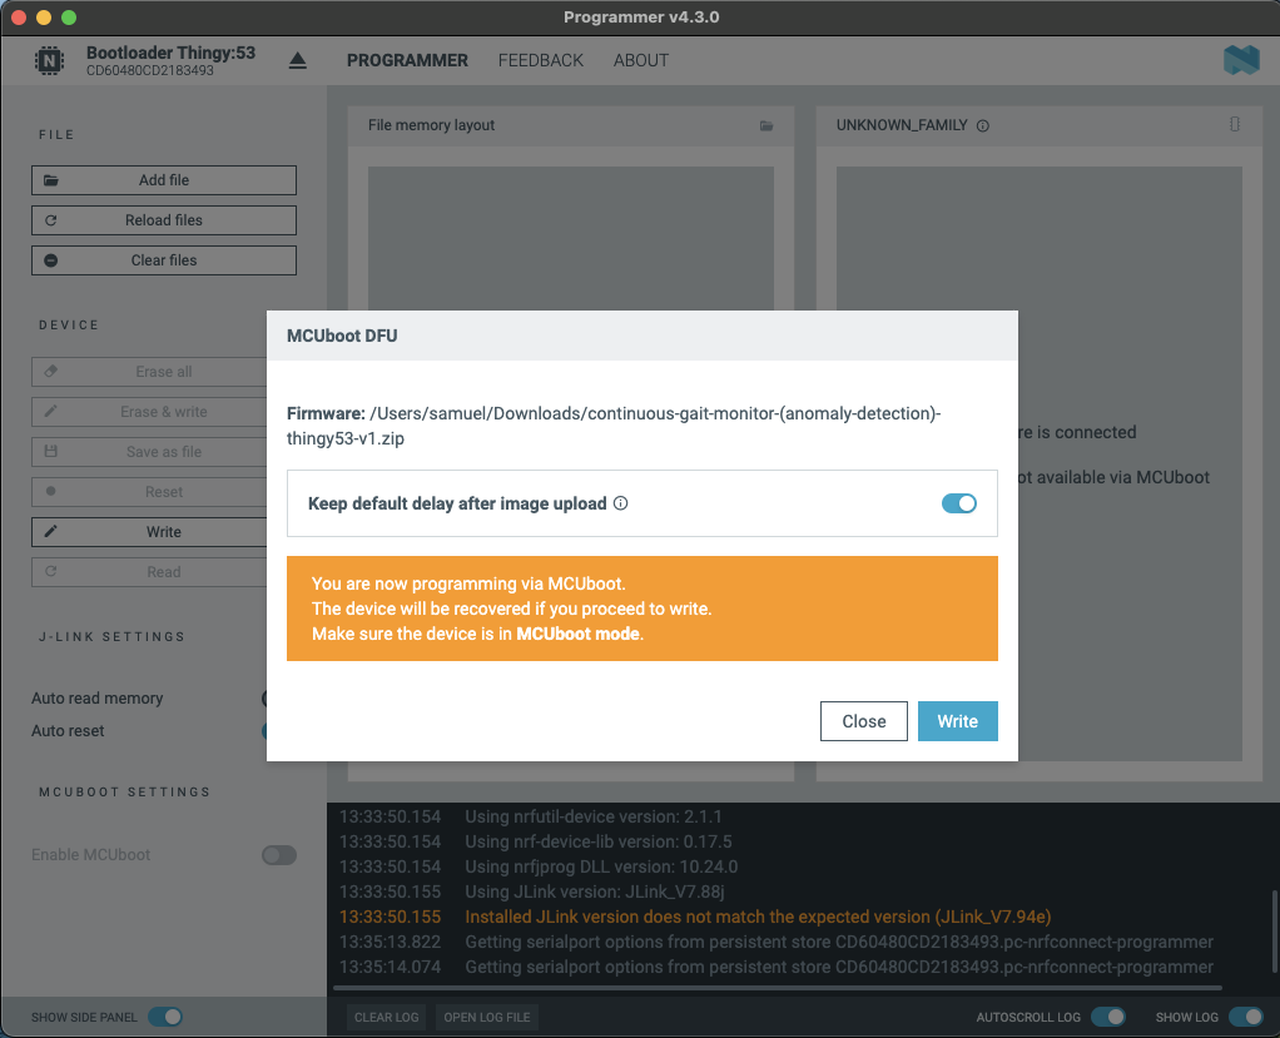 Programmer v4.3.0
N
Bootloader Thingy:53
CD60480CD2183493
PROGRAMMER FEEDBACK ABOUT
FILE
Add file
Reload files
Clear files
DEVICE
Erase all
Erase & write
Save as file
Reset
Write
Read
J-LINK SETTINGS
Auto read memory
Auto reset
MCUBOOT SETTINGS
Enable MCUboot
SHOW SIDE PANEL
File memory layout
UNKNOWN_FAMILY
re is connected
ot available via MCUboot
MCUboot DFU
Firmware: /Users/samuel/Downloads/continuous-gait-monitor-(anomaly-detection)-
thingy53-v1.zip
Keep default delay after image upload
You are now programming via MCUboot.
The device will be recovered if you proceed to write.
Make sure the device is in MCUboot mode.
Close Write
13:33:50.154 Using nrfutil-device version: 2.1.1
13:33:50.154 Using nrf-device-lib version: 0.17.5
13:33:50.154 Using nrfjprog DLL version: 10.24.0
13:33:50.155 Using JLink version: JLink_V7.88j
13:33:50.155 Installed JLink version does not match the expected version (JLink_V7.94e)
13:35:13.822 Getting serialport options from persistent store CD60480CD2183493.pc-nrfconnect-programmer
13:35:14.074 Getting serialport options from persistent store CD60480CD2183493.pc-nrfconnect-programmer
CLEAR LOG OPEN LOG FILE AUTOSCROLL LOG SHOW LOG